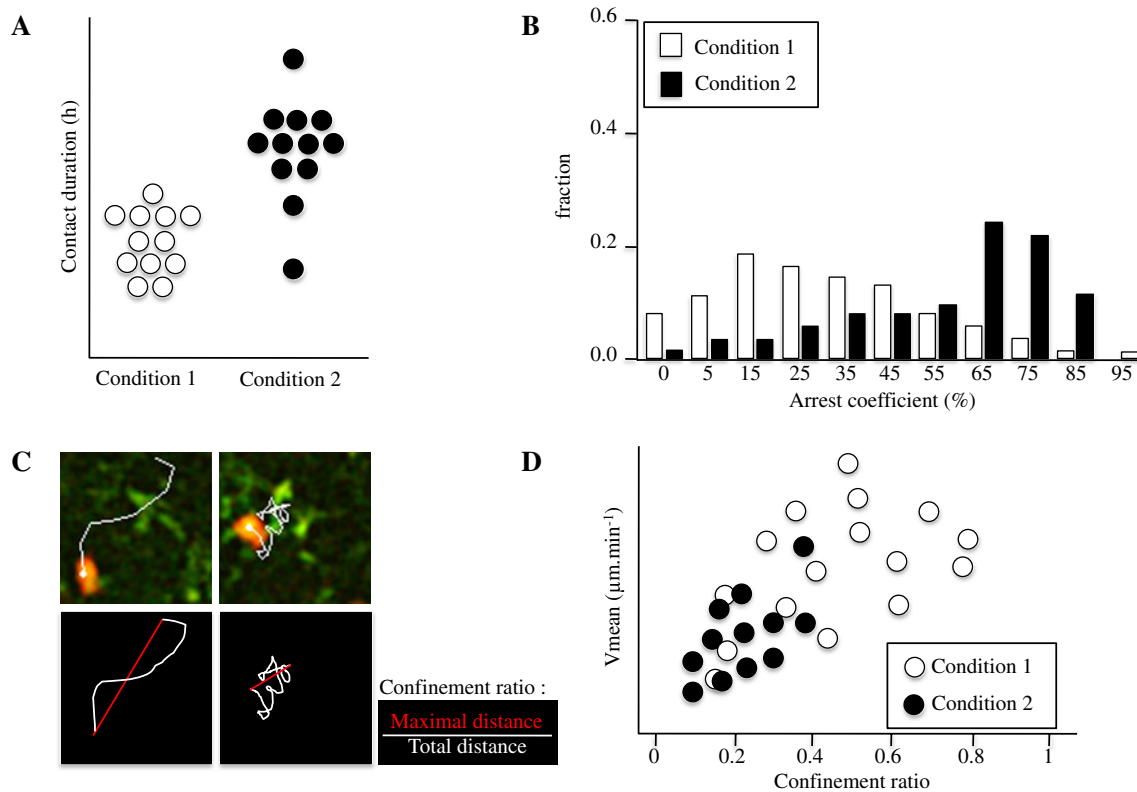 A
Contact duration (h)
Condition 1
Condition 2
B
0.6
0.4
0.2
0.0
fraction
Condition 1
Condition 2
0 5 15 25 35 45 55 65 75 85 95
Arrest coefficient (%)
C
Confinement ratio :
Maximal distance
Total distance
D
Vmean (µm.min⁻¹)
Condition 1
Condition 2
0 0.2 0.4 0.6 0.8 1
Confinement ratio